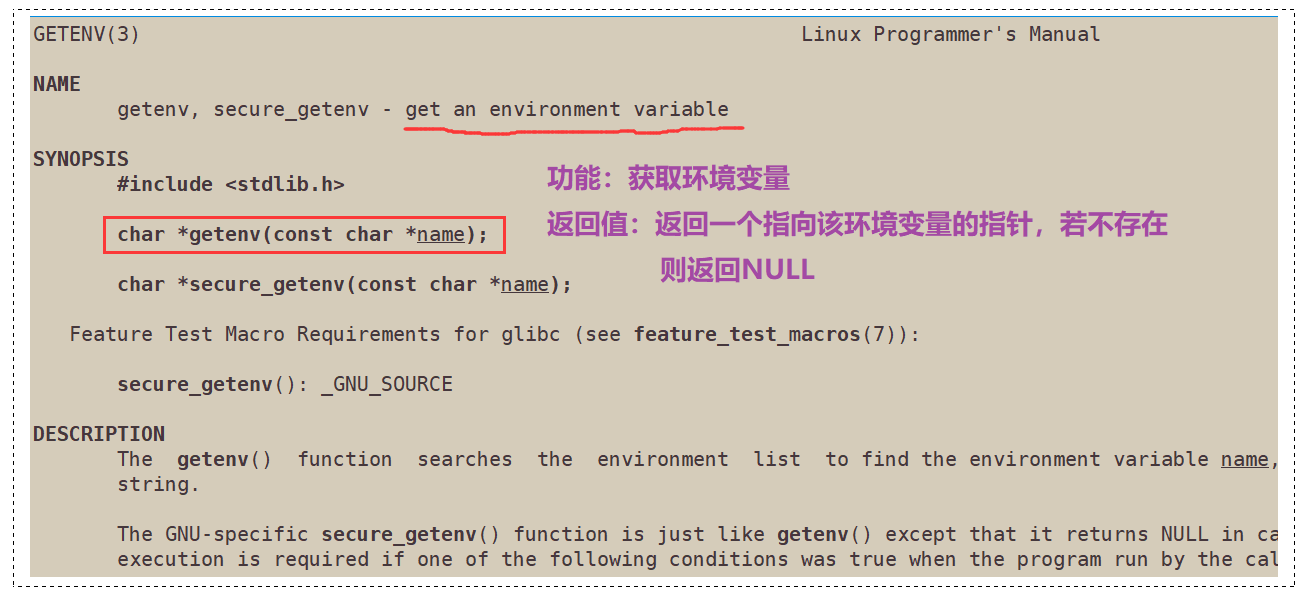 GETENV(3) Linux Programmer's Manual
NAME
getenv, secure_getenv - get an environment variable
SYNOPSIS
#include <stdlib.h>
功能：获取环境变量
char *getenv(const char *name);
返回值：返回一个指向该环境变量的指针，若不存在
则返回NULL
char *secure_getenv(const char *name);
Feature Test Macro Requirements for glibc (see feature_test_macros(7)):
secure_getenv(): _GNU_SOURCE
DESCRIPTION
The getenv() function searches the environment list to find the environment variable name,
string.
The GNU-specific secure_getenv() function is just like getenv() except that it returns NULL in ca
execution is required if one of the following conditions was true when the program run by the cal